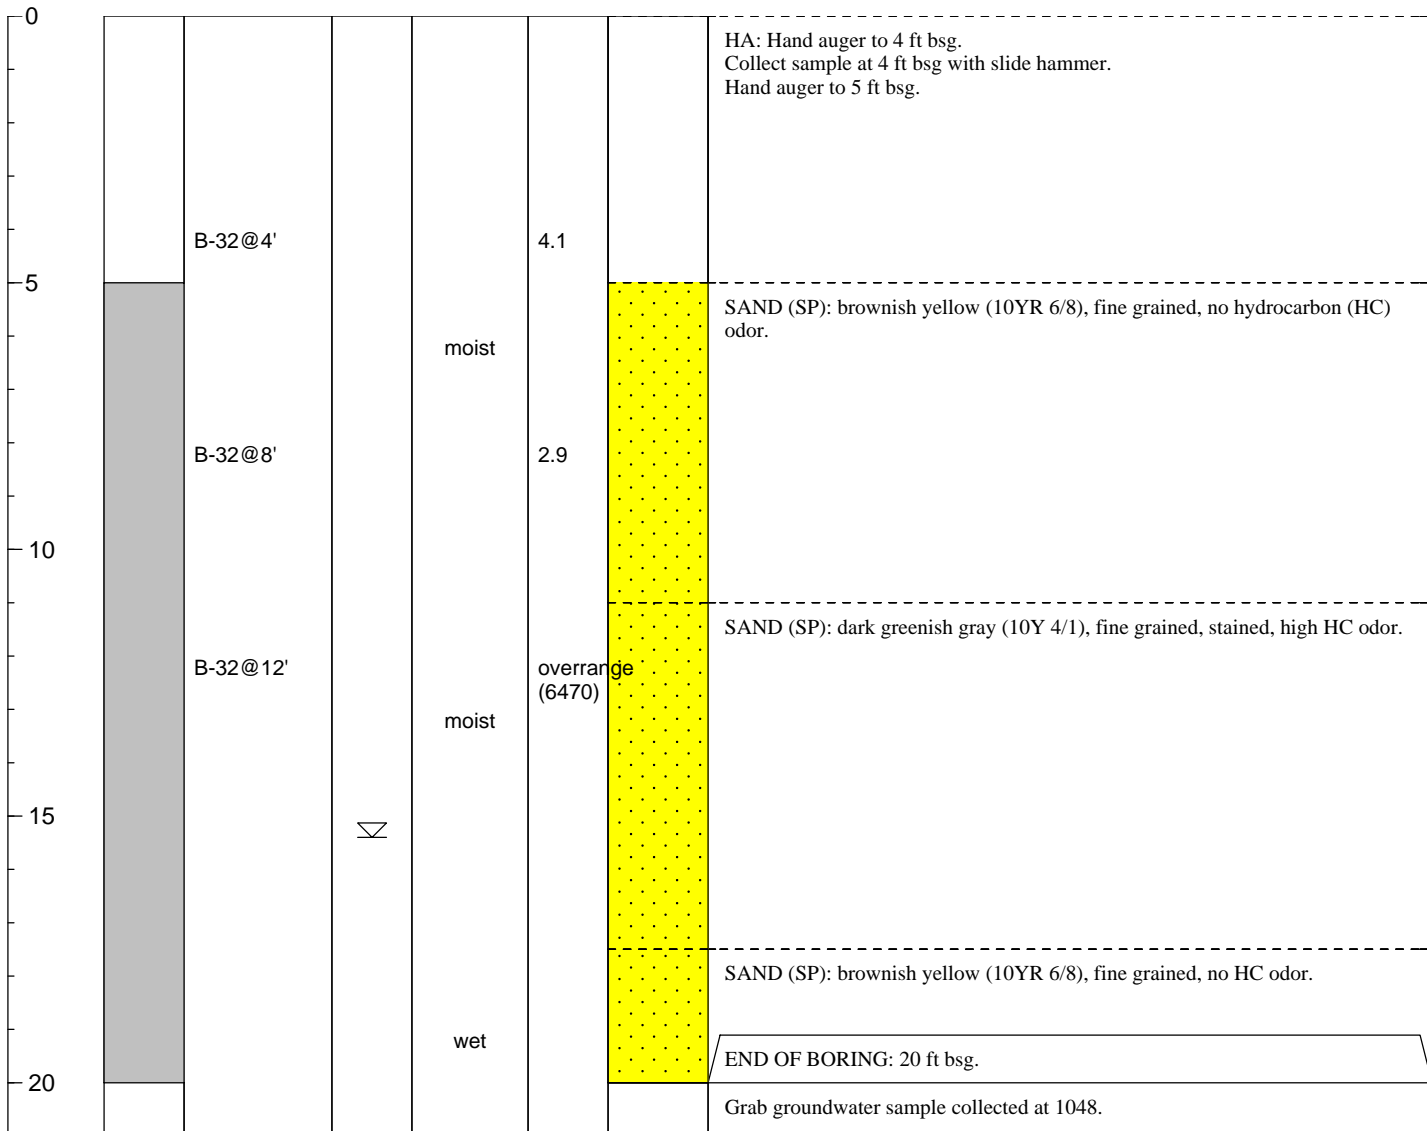 0
HA: Hand auger to 4 ft bsg.
Collect sample at 4 ft bsg with slide hammer.
Hand auger to 5 ft bsg.
B-32@4'
4.1
5
SAND (SP): brownish yellow (10YR 6/8), fine grained, no hydrocarbon (HC)
odor.
moist
B-32@8'
2.9
10
SAND (SP): dark greenish gray (10Y 4/1), fine grained, stained, high HC odor.
B-32@12'
overrange
(6470)
moist
15
SAND (SP): brownish yellow (10YR 6/8), fine grained, no HC odor.
wet
END OF BORING: 20 ft bsg.
20
Grab groundwater sample collected at 1048.